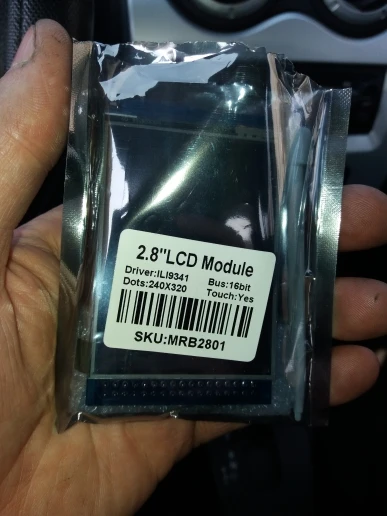 2.8"LCD Module
Driver:ILI9341 Bus:16bit
Dots:240X320 Touch:Yes
SKU:MRB2801